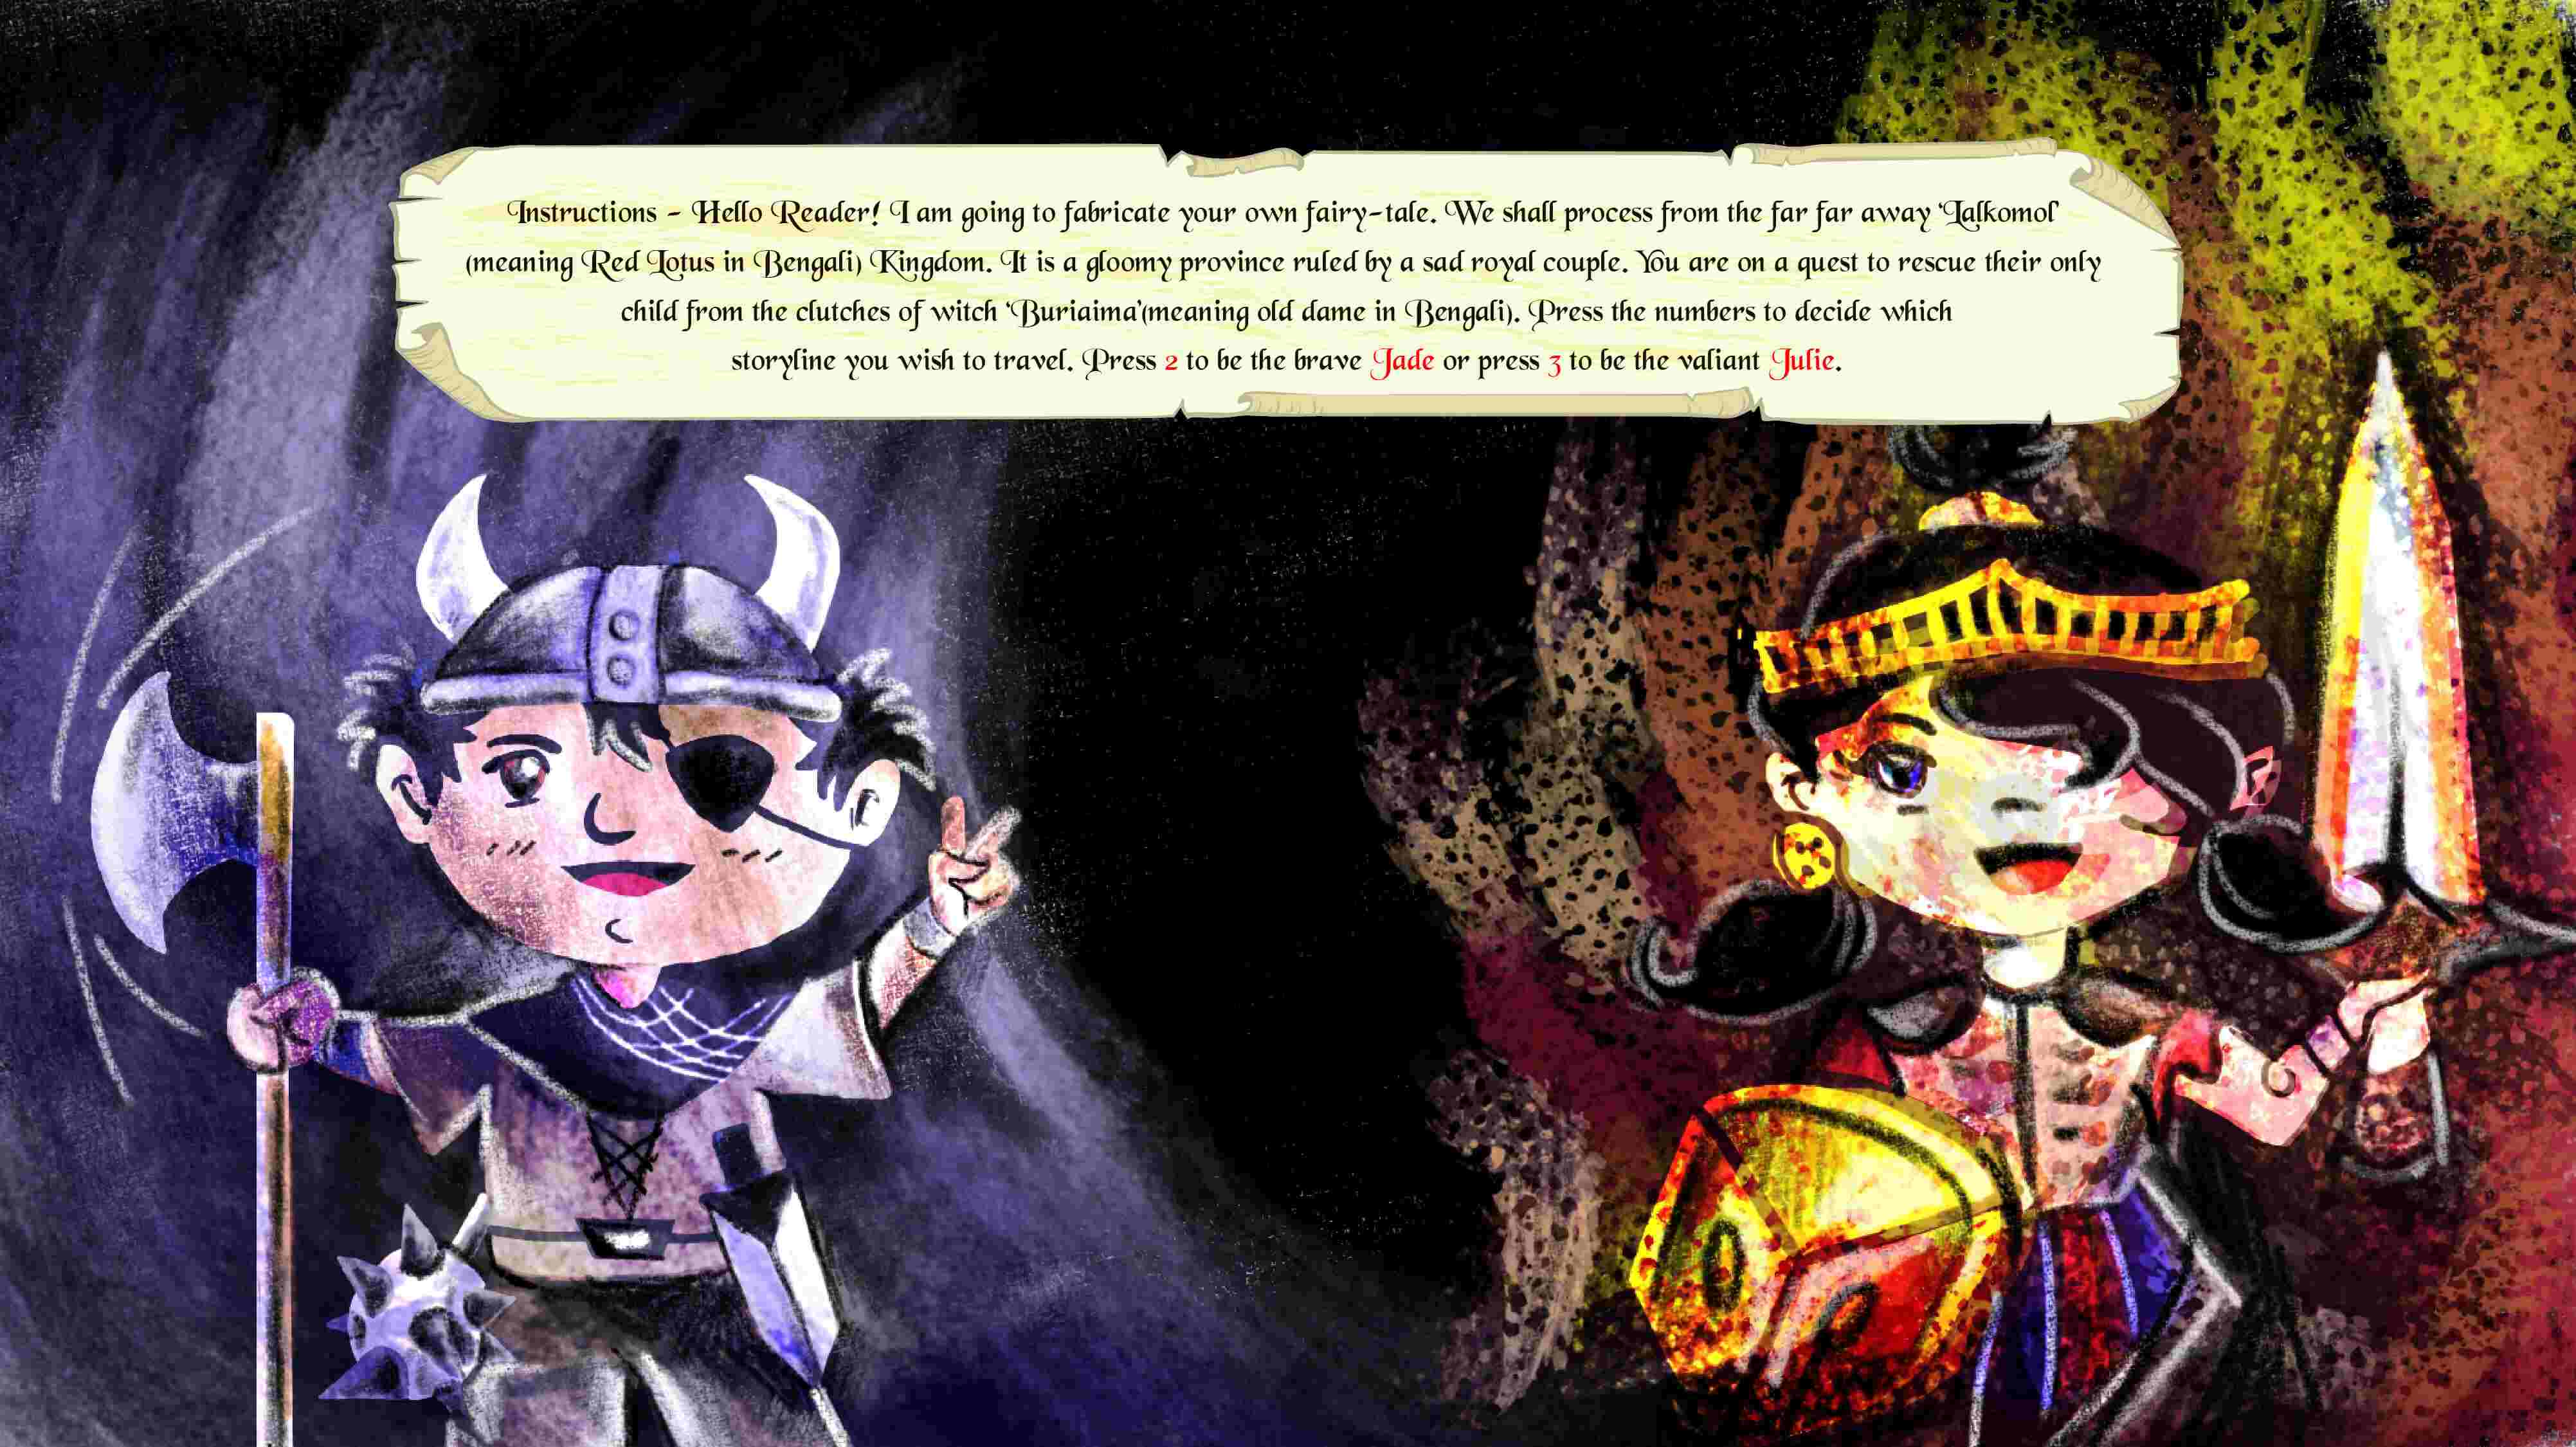 Instructions - Hello Reader! I am going to fabricate your own fairy-tale. We shall process from the far far away 'Lalkomol'
(meaning Red Lotus in Bengali) Kingdom. It is a gloomy province ruled by a sad royal couple. You are on a quest to rescue their only
child from the clutches of witch 'Buriaima'(meaning old dame in Bengali). Press the numbers to decide which
storyline you wish to travel. Press 2 to be the brave Jade or press 3 to be the valiant Julie.